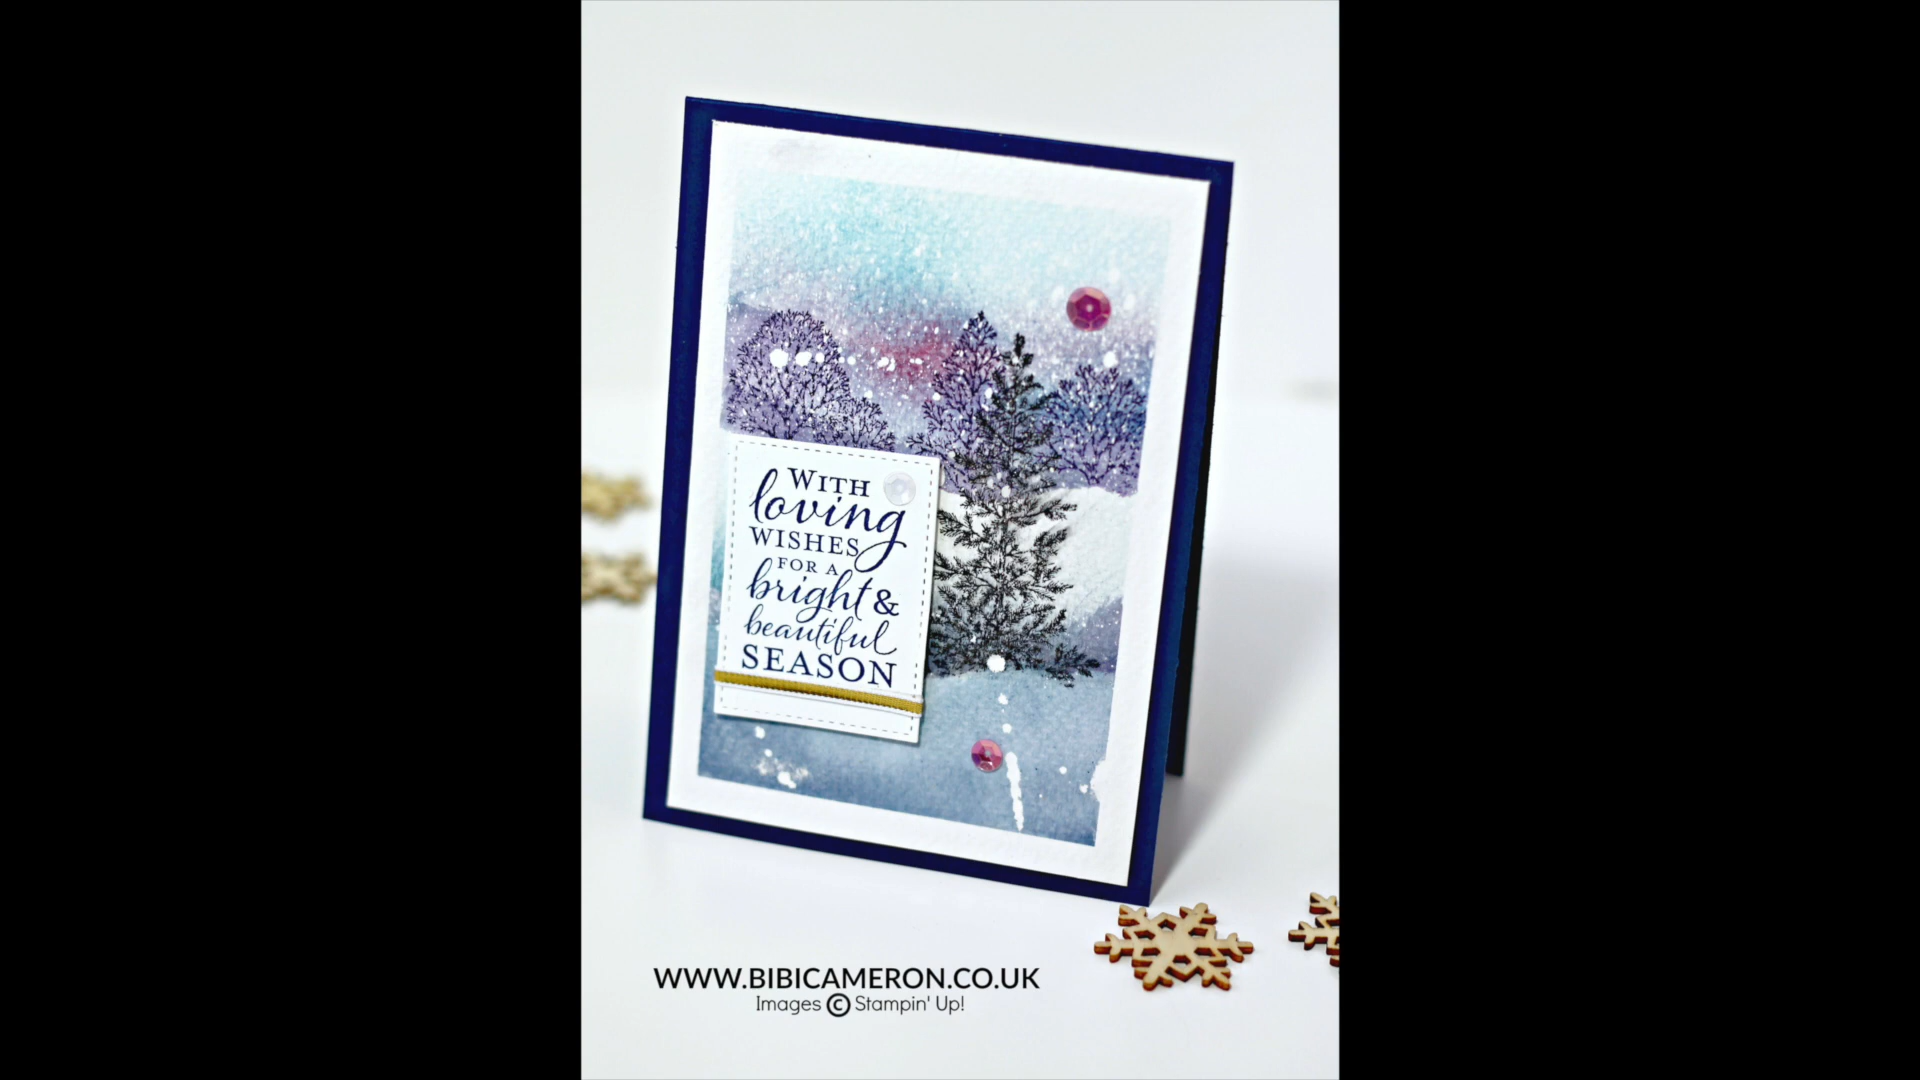 WITH
loving
WISHES
FOR A
bright &
beautiful
SEASON
WWW.BIBICAMERON.CO.UK
Images © Stampin' Up!